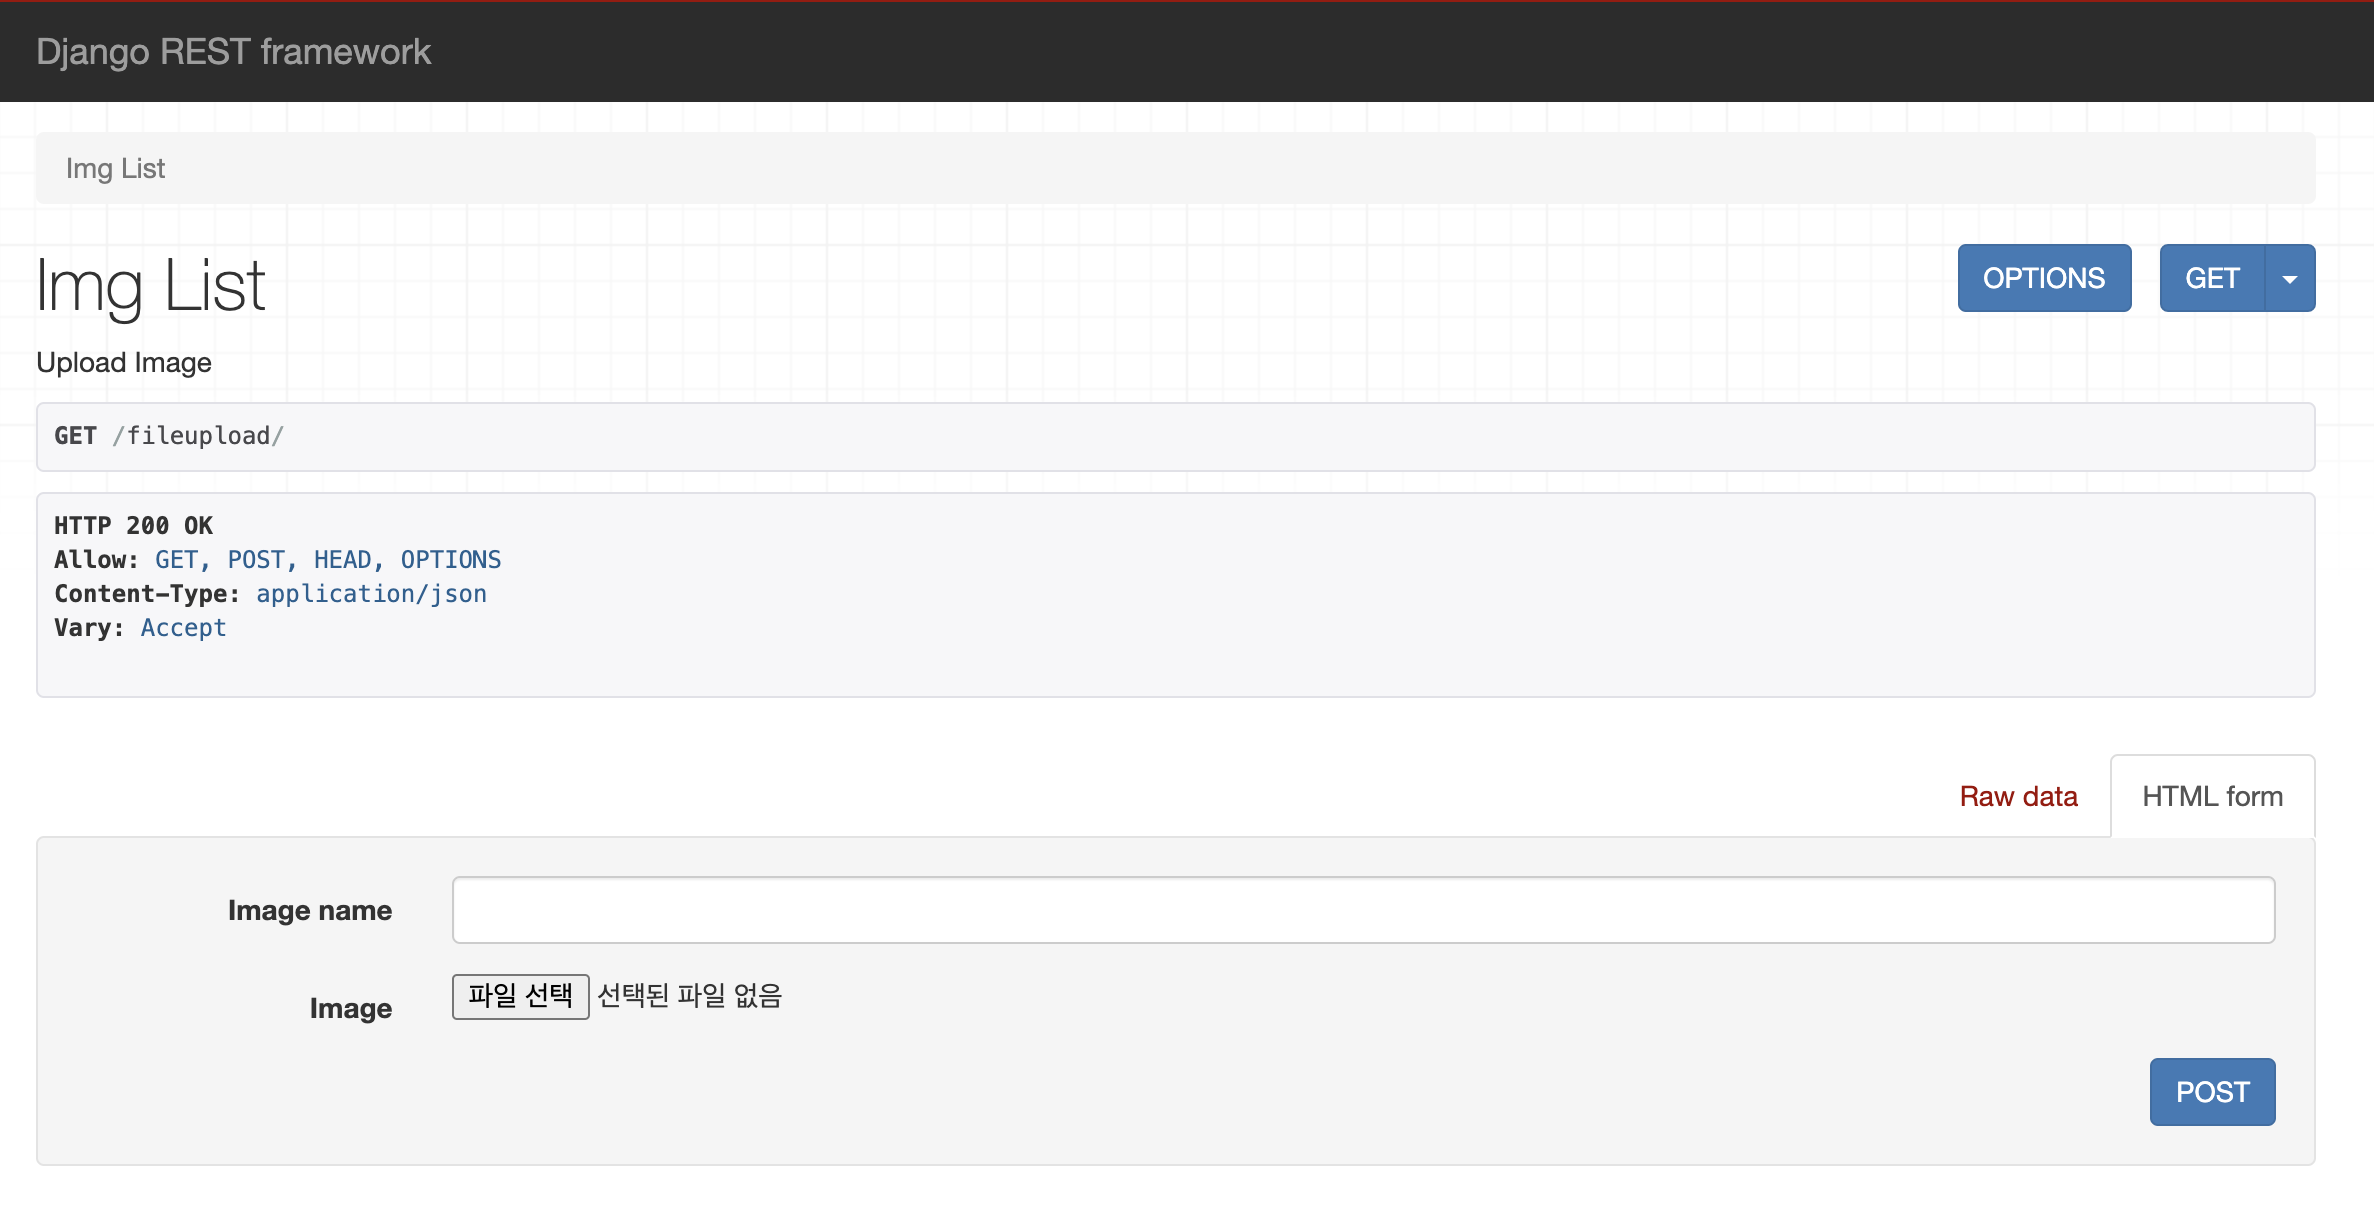 Django REST framework
Img List
Img List
OPTIONS
GET
Upload Image
GET /fileupload/
HTTP 200 OK
Allow: GET, POST, HEAD, OPTIONS
Content-Type: application/json
Vary: Accept
Raw data
HTML form
Image name
Image
파일 선택 선택된 파일 없음
POST